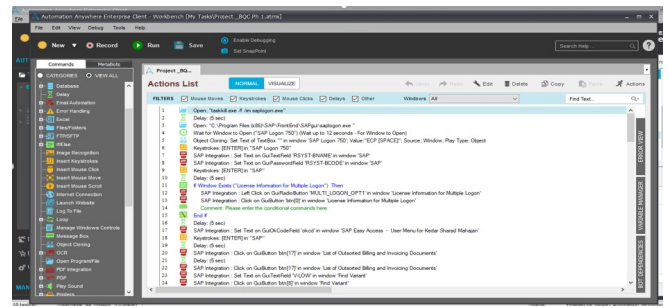 Automation Anywhere Enterprise Client - Workbench [My Tasks\Project _BQC Ph 1.atmx]
File Edit View Debug Tools Help
New Record Run Save Enable Debugging
Set SnapPoint
Search Help ...
Commands MetaBots
CATEGORIES VIEW ALL
Database
Delay
Email Automation
Error Handling
Excel
Files/Folders
FTP/SFTP
If/Else
Image Recognition
Insert Keystrokes
Insert Mouse Click
Insert Mouse Move
Insert Mouse Scroll
Internet Connection
Launch Website
Log To File
Loop
Manage Windows Controls
Message Box
Object Cloning
OCR
Open Program/File
PDF Integration
PGP
Play Sound
Printers
Project _BQ...
Actions List NORMAL VISUALIZE Undo Redo Edit Delete Copy Paste Actions
FILTERS Mouse Moves Keystrokes Mouse Clicks Delays Other Windows All Find Text...
1 Open: "taskkill.exe /f /im saplogon.exe"
2 Delay: (5 sec)
3 Open: "C:\Program Files (x86)\SAP\FrontEnd\SAPgui\saplogon.exe "
4 Wait for Window to Open ("SAP Logon 750") (Wait up to 12 seconds - For Window to Open)
5 Object Cloning: Set Text of TextBox "" in window 'SAP Logon 750'; Value:"ECP [SPACE]"; Source: Window; Play Type: Object
6 Keystrokes: [ENTER] in "SAP Logon 750"
7 SAP Integration : Set Text on GuiTextField 'RSYST-BNAME' in window 'SAP'
8 SAP Integration : Set Text on GuiPasswordField 'RSYST-BCODE' in window 'SAP'
9 Keystrokes: [ENTER] in "SAP"
10 Delay: (5 sec)
11 If Window Exists ("License Information for Multiple Logon") Then
12 SAP Integration : Left Click on GuiRadioButton 'MULTI_LOGON_OPT1' in window 'License Information for Multiple Logon'
13 SAP Integration : Click on GuiButton 'btn[0]' in window 'License Information for Multiple Logon'
14 Comment: Please enter the conditional commands here.
15 End If
16 Delay: (5 sec)
17 SAP Integration : Set Text on GuiOkCodeField 'okcd' in window 'SAP Easy Access - User Menu for Kedar Sharad Mahajan'
18 Keystrokes: [ENTER] in "SAP"
19 Delay: (5 sec)
20 SAP Integration : Click on GuiButton 'btn[17]' in window 'List of Outsorted Billing and Invoicing Documents'
21 Delay: (5 sec)
22 SAP Integration : Click on GuiButton 'btn[17]' in window 'List of Outsorted Billing and Invoicing Documents'
23 Delay: (5 sec)
24 SAP Integration : Set Text on GuiTextField 'V-LOW' in window 'Find Variant'
25 SAP Integration : Click on GuiButton 'btn[8]' in window 'Find Variant'
ERROR VIEW
VARIABLE MANAGER
BOT DEPENDENCIES